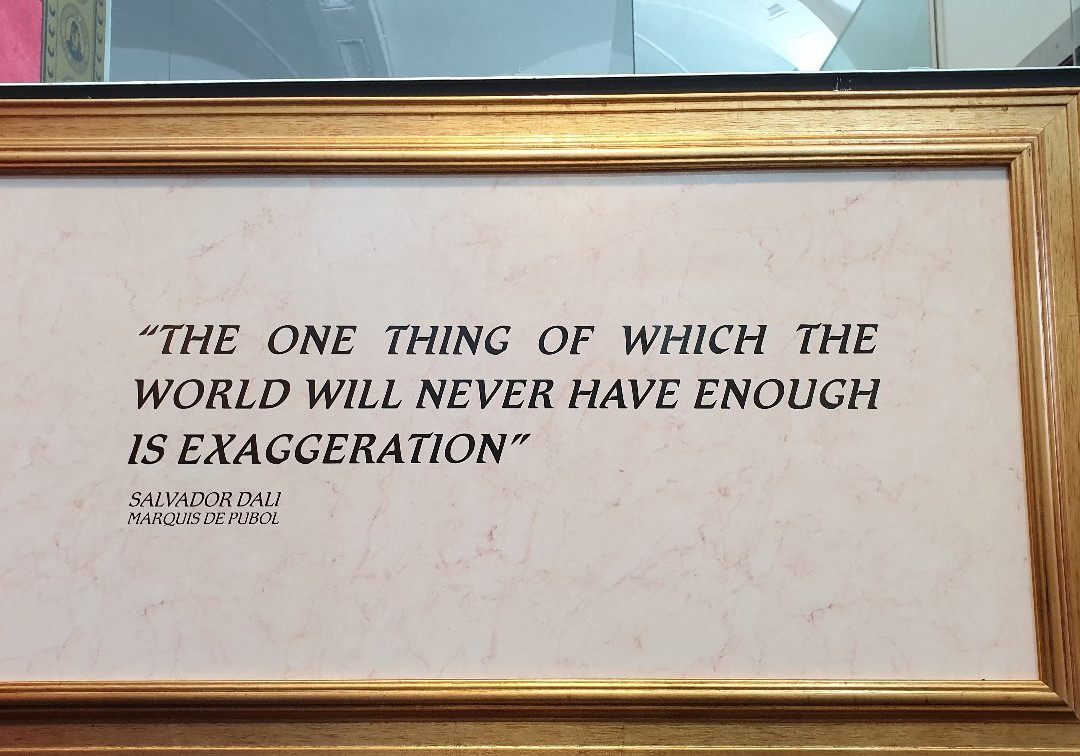 “THE ONE THING OF WHICH THE
WORLD WILL NEVER HAVE ENOUGH
IS EXAGGERATION”
SALVADOR DALI
MARQUIS DE PUBOL